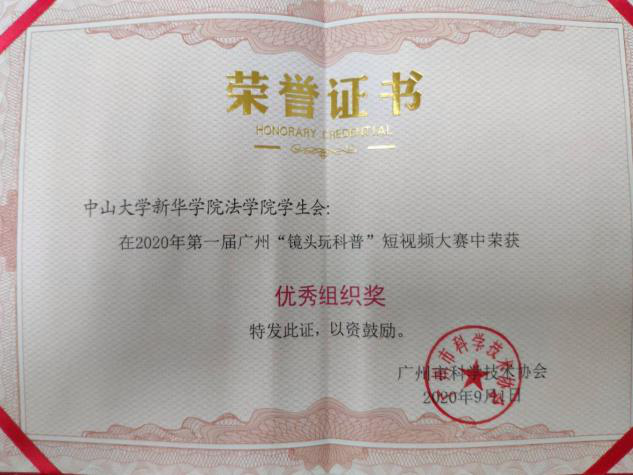 荣誉证书
HONORARY CREDENTIAL
中山大学新华学院法学院学生会:
在2020年第一届广州“镜头玩科普”短视频大赛中荣获
优秀组织奖
特发此证，以资鼓励。
广州市科学技术协会
2020年9月1日